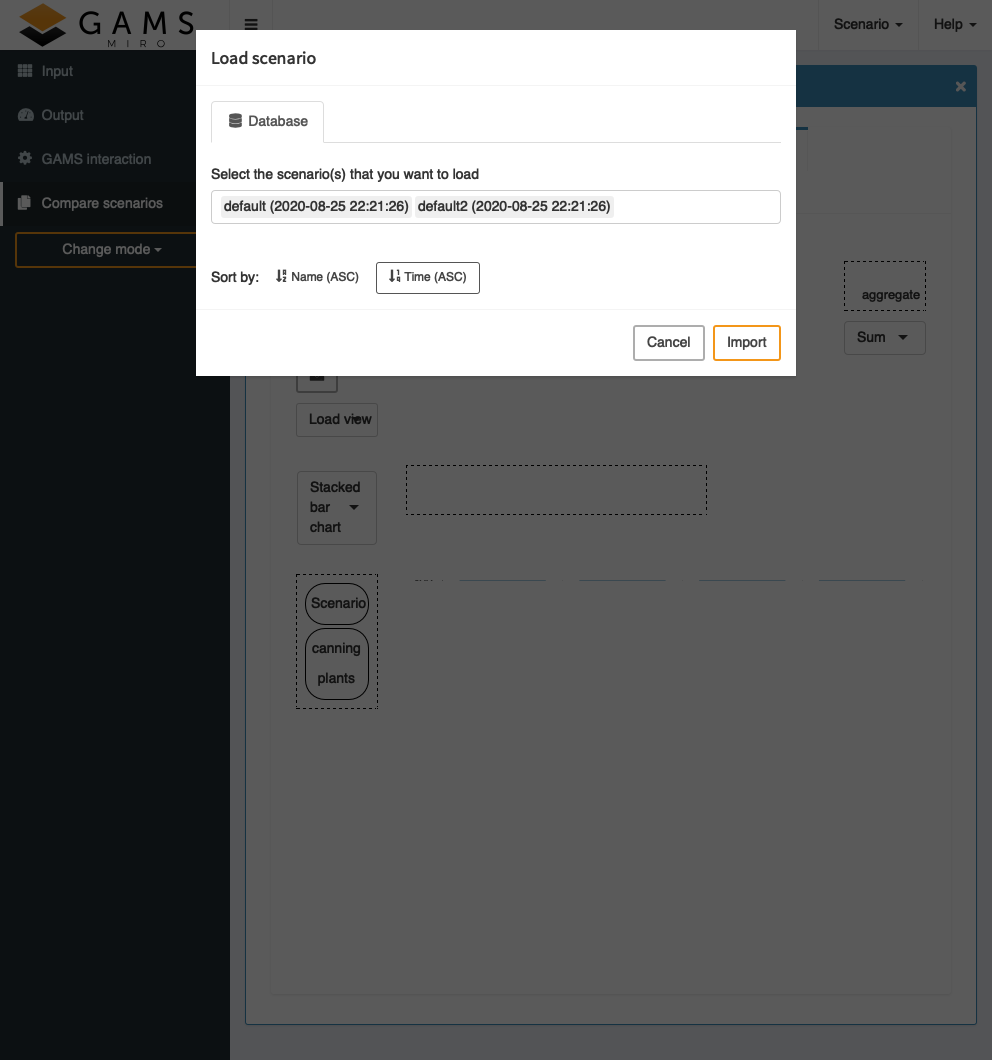 GAMS
MIRO
Scenario
Help
Load scenario
Input
Output
GAMS interaction
Compare scenarios
Change mode
Database
Select the scenario(s) that you want to load
default (2020-08-25 22:21:26) default2 (2020-08-25 22:21:26)
Sort by: Name (ASC) Time (ASC)
Cancel Import
aggregate
Sum
Load view
Stacked
bar
chart
Scenario
canning
plants